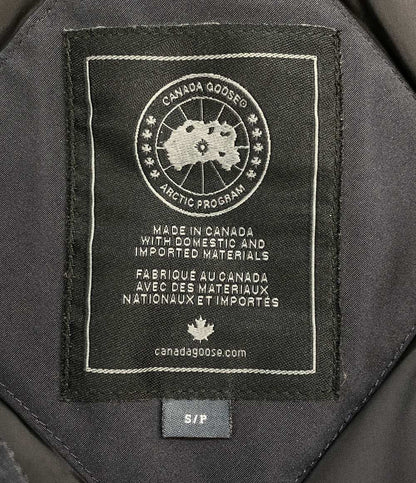 CANADA GOOSE®
ARCTIC PROGRAM
MADE IN CANADA
WITH DOMESTIC AND
IMPORTED MATERIALS
FABRIQUÉ AU CANADA
AVEC DES MATERIAUX
NATIONAUX ET IMPORTÉS
canadagoose.com
S/P